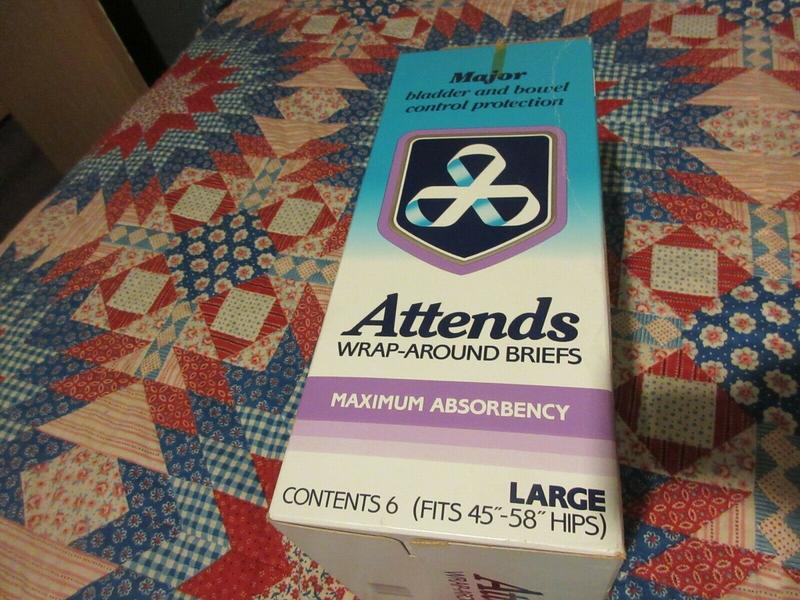 Major
bladder and bowel
control protection
Attends
WRAP-AROUND BRIEFS
MAXIMUM ABSORBENCY
LARGE
CONTENTS 6 (FITS 45″-58″ HIPS)